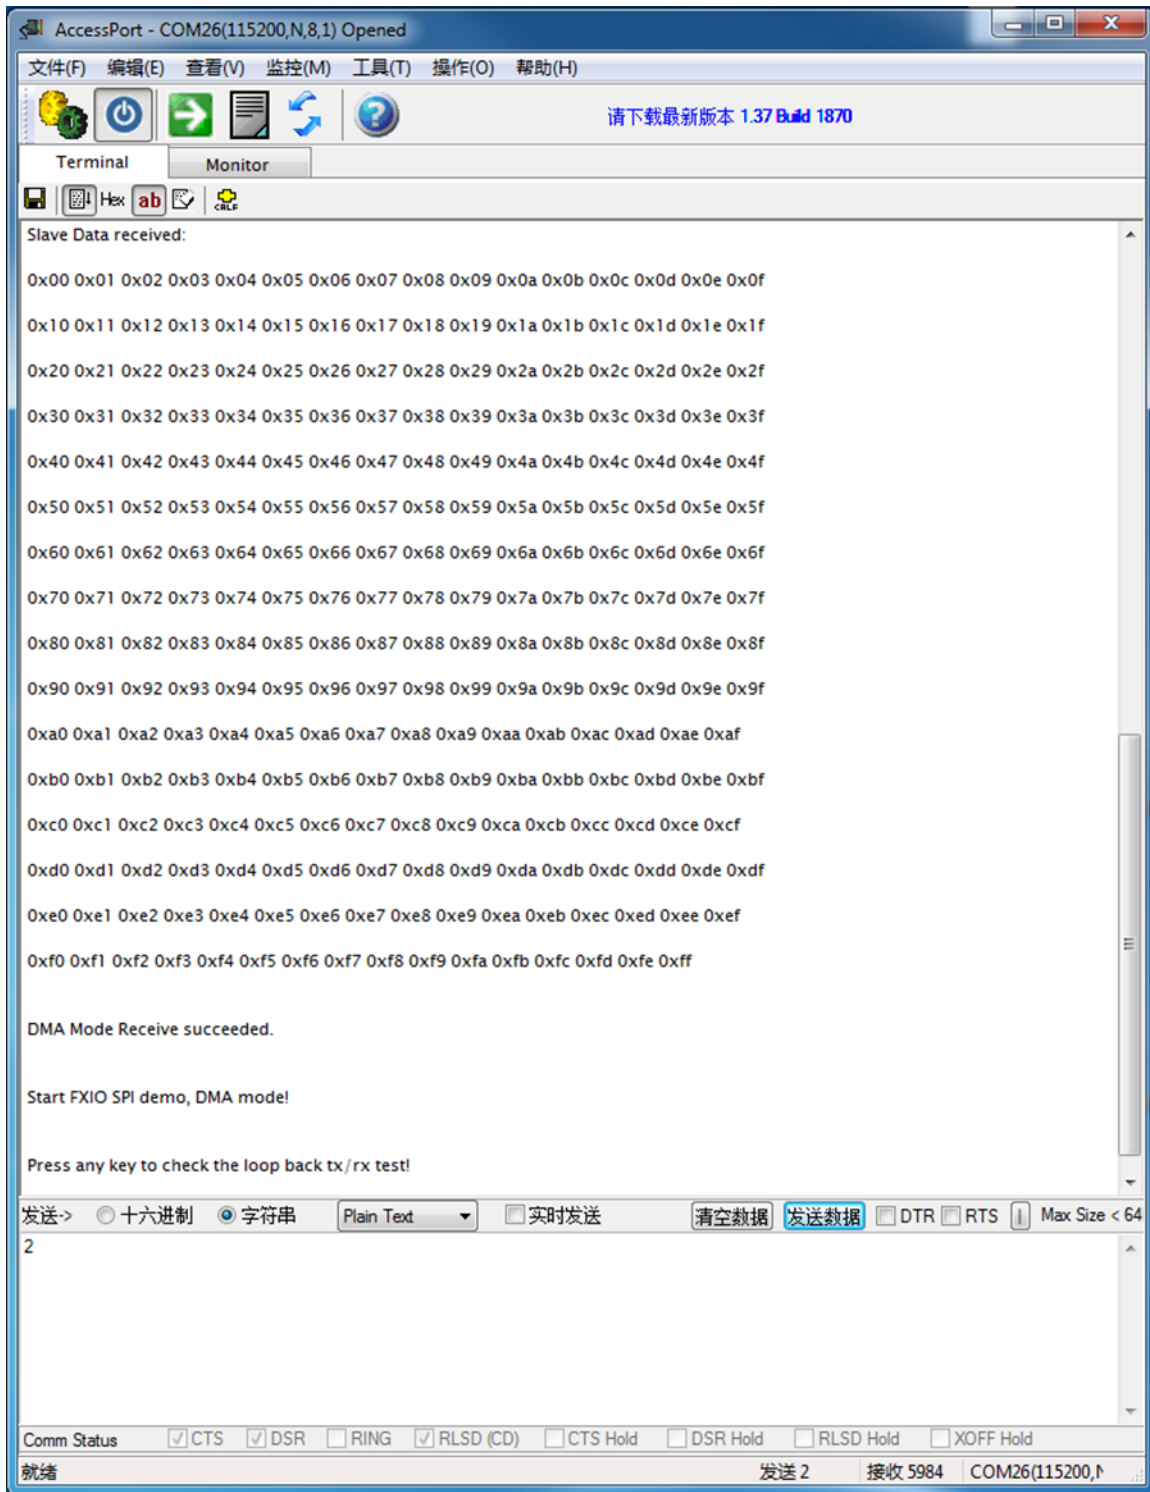 AccessPort - COM26(115200,N,8,1) Opened
文件(F) 编辑(E) 查看(V) 监控(M) 工具(T) 操作(O) 帮助(H)
请下载最新版本 1.37 Build 1870
Terminal Monitor
Hex ab CRLF
Slave Data received:
0x00 0x01 0x02 0x03 0x04 0x05 0x06 0x07 0x08 0x09 0x0a 0x0b 0x0c 0x0d 0x0e 0x0f
0x10 0x11 0x12 0x13 0x14 0x15 0x16 0x17 0x18 0x19 0x1a 0x1b 0x1c 0x1d 0x1e 0x1f
0x20 0x21 0x22 0x23 0x24 0x25 0x26 0x27 0x28 0x29 0x2a 0x2b 0x2c 0x2d 0x2e 0x2f
0x30 0x31 0x32 0x33 0x34 0x35 0x36 0x37 0x38 0x39 0x3a 0x3b 0x3c 0x3d 0x3e 0x3f
0x40 0x41 0x42 0x43 0x44 0x45 0x46 0x47 0x48 0x49 0x4a 0x4b 0x4c 0x4d 0x4e 0x4f
0x50 0x51 0x52 0x53 0x54 0x55 0x56 0x57 0x58 0x59 0x5a 0x5b 0x5c 0x5d 0x5e 0x5f
0x60 0x61 0x62 0x63 0x64 0x65 0x66 0x67 0x68 0x69 0x6a 0x6b 0x6c 0x6d 0x6e 0x6f
0x70 0x71 0x72 0x73 0x74 0x75 0x76 0x77 0x78 0x79 0x7a 0x7b 0x7c 0x7d 0x7e 0x7f
0x80 0x81 0x82 0x83 0x84 0x85 0x86 0x87 0x88 0x89 0x8a 0x8b 0x8c 0x8d 0x8e 0x8f
0x90 0x91 0x92 0x93 0x94 0x95 0x96 0x97 0x98 0x99 0x9a 0x9b 0x9c 0x9d 0x9e 0x9f
0xa0 0xa1 0xa2 0xa3 0xa4 0xa5 0xa6 0xa7 0xa8 0xa9 0xaa 0xab 0xac 0xad 0xae 0xaf
0xb0 0xb1 0xb2 0xb3 0xb4 0xb5 0xb6 0xb7 0xb8 0xb9 0xba 0xbb 0xbc 0xbd 0xbe 0xbf
0xc0 0xc1 0xc2 0xc3 0xc4 0xc5 0xc6 0xc7 0xc8 0xc9 0xca 0xcb 0xcc 0xcd 0xce 0xcf
0xd0 0xd1 0xd2 0xd3 0xd4 0xd5 0xd6 0xd7 0xd8 0xd9 0xda 0xdb 0xdc 0xdd 0xde 0xdf
0xe0 0xe1 0xe2 0xe3 0xe4 0xe5 0xe6 0xe7 0xe8 0xe9 0xea 0xeb 0xec 0xed 0xee 0xef
0xf0 0xf1 0xf2 0xf3 0xf4 0xf5 0xf6 0xf7 0xf8 0xf9 0xfa 0xfb 0xfc 0xfd 0xfe 0xff
DMA Mode Receive succeeded.
Start FXIO SPI demo, DMA mode!
Press any key to check the loop back tx/rx test!
发送-> 十六进制 字符串 Plain Text 实时发送 清空数据 发送数据 DTR RTS Max Size < 64
2
Comm Status CTS DSR RING RLSD (CD) CTS Hold DSR Hold RLSD Hold XOFF Hold
就绪 发送 2 接收 5984 COM26(115200,N